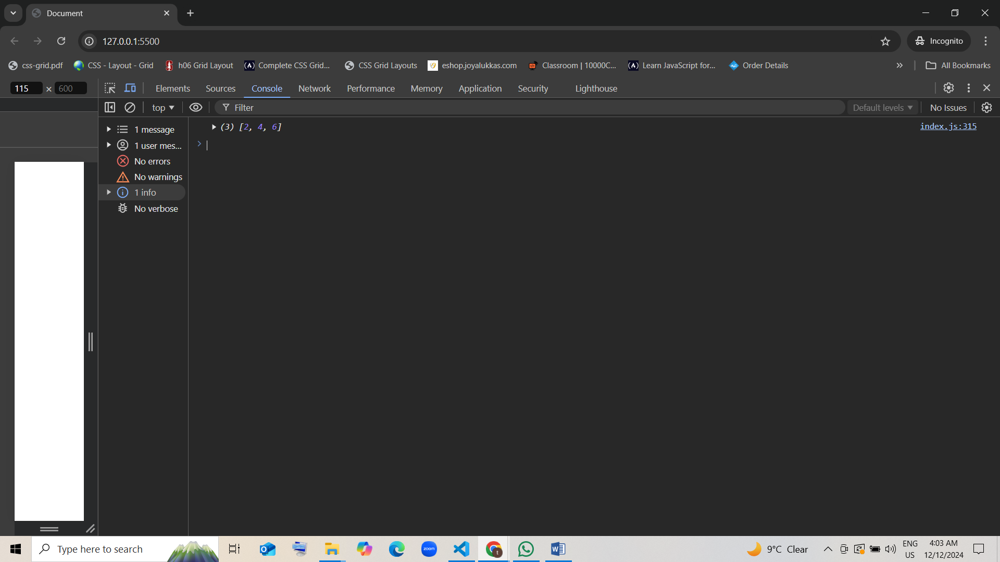 Document
127.0.0.1:5500
Incognito
css-grid.pdf
CSS - Layout - Grid
h06 Grid Layout
Complete CSS Grid...
CSS Grid Layouts
eshop.joyalukkas.com
Classroom | 10000C...
Learn JavaScript for...
Order Details
All Bookmarks
115 × 600
Elements
Sources
Console
Network
Performance
Memory
Application
Security
Lighthouse
top
Filter
Default levels
No Issues
1 message
1 user mes...
No errors
No warnings
1 info
No verbose
(3) [2, 4, 6]
index.js:315
Type here to search
zoom
9°C Clear
ENG
US
4:03 AM
12/12/2024